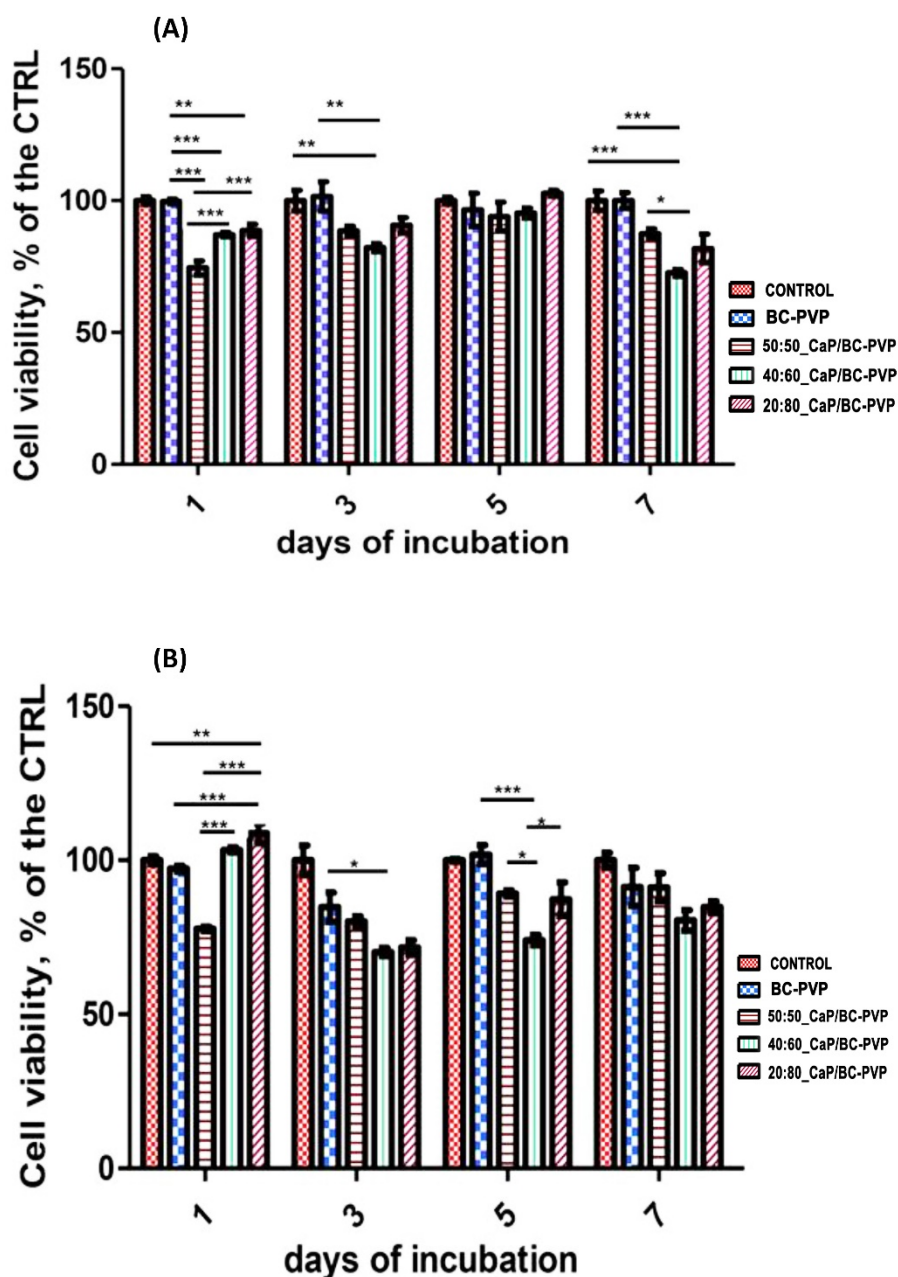 (A)
Cell viability, % of the CTRL
150
100
50
0
**
***
***
***
***
**
**
***
***
*
1
3
5
7
days of incubation
CONTROL
BC-PVP
50:50_CaP/BC-PVP
40:60_CaP/BC-PVP
20:80_CaP/BC-PVP
(B)
Cell viability, % of the CTRL
150
100
50
0
**
***
***
***
*
***
*
*
1
3
5
7
days of incubation
CONTROL
BC-PVP
50:50_CaP/BC-PVP
40:60_CaP/BC-PVP
20:80_CaP/BC-PVP